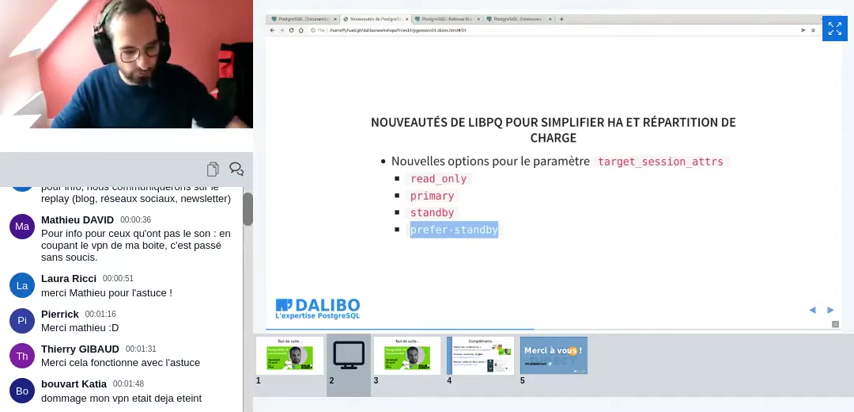 pour info, nous communiquerons sur le
replay (blog, réseaux sociaux, newsletter)
Ma
Mathieu DAVID 00:00:36
Pour info pour ceux qu'ont pas le son : en
coupant le vpn de ma boite, c'est passé
sans soucis.
La
Laura Ricci 00:00:51
merci Mathieu pour l'astuce !
Pi
Pierrick 00:01:16
Merci mathieu :D
Th
Thierry GIBAUD 00:01:31
Merci cela fonctionne avec l'astuce
Bo
bouvart Katia 00:01:48
dommage mon vpn etait deja eteint
NOUVEAUTÉS DE LIBPQ POUR SIMPLIFIER HA ET RÉPARTITION DE
CHARGE
Nouvelles options pour le paramètre target_session_attrs
read_only
primary
standby
prefer-standby
DALIBO
L'expertise PostgreSQL
Merci à vous !
1
2
3
4
5